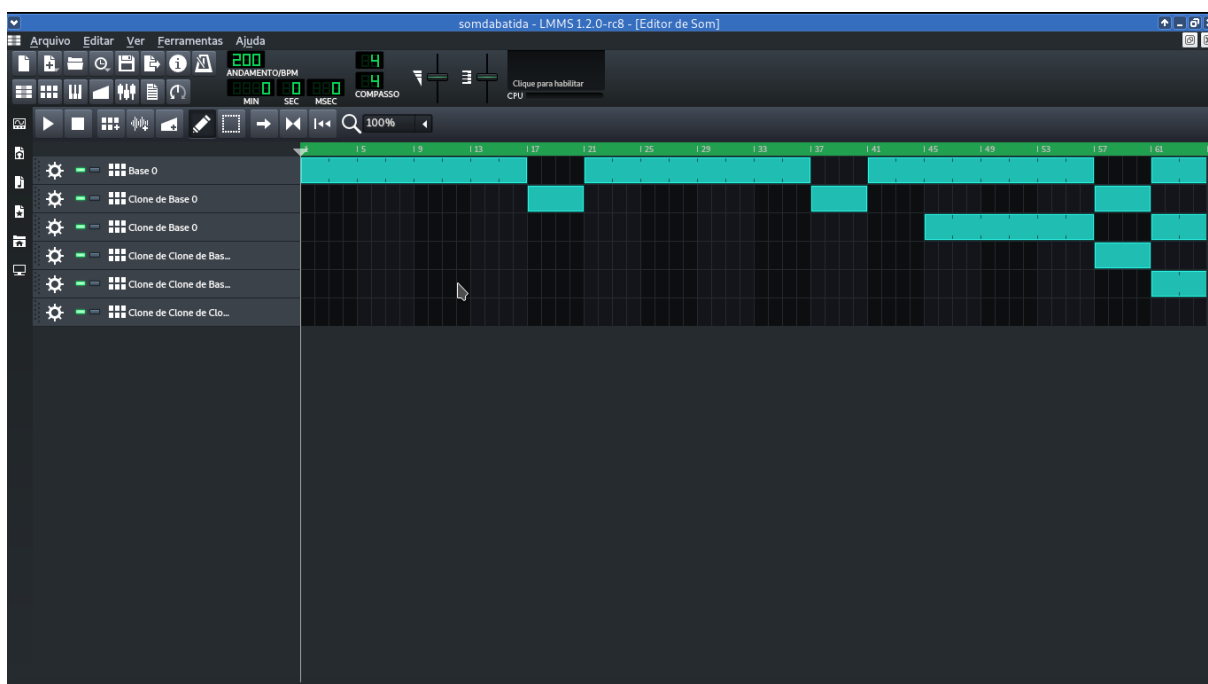 somdabatida - LMMS 1.2.0-rc8 - [Editor de Som]
Arquivo Editar Ver Ferramentas Ajuda
200
ANDAMENTO/BPM
4
4
COMPASSO
0 0 0
MIN SEC MSEC
Clique para habilitar
CPU
100%
5 9 13 17 21 25 29 33 37 41 45 49 53 57 61
Base 0
Clone de Base 0
Clone de Base 0
Clone de Clone de Bas...
Clone de Clone de Bas...
Clone de Clone de Clo...